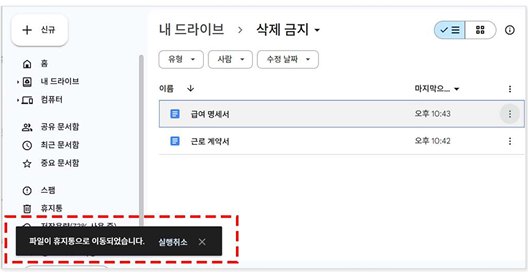 신규
내 드라이브 > 삭제 금지
유형 사람 수정 날짜
이름 마지막으...
급여 명세서 오후 10:43
근로 계약서 오후 10:42
홈
내 드라이브
컴퓨터
공유 문서함
최근 문서함
중요 문서함
스팸
휴지통
저장용량(73% 사용 중)
파일이 휴지통으로 이동되었습니다. 실행취소